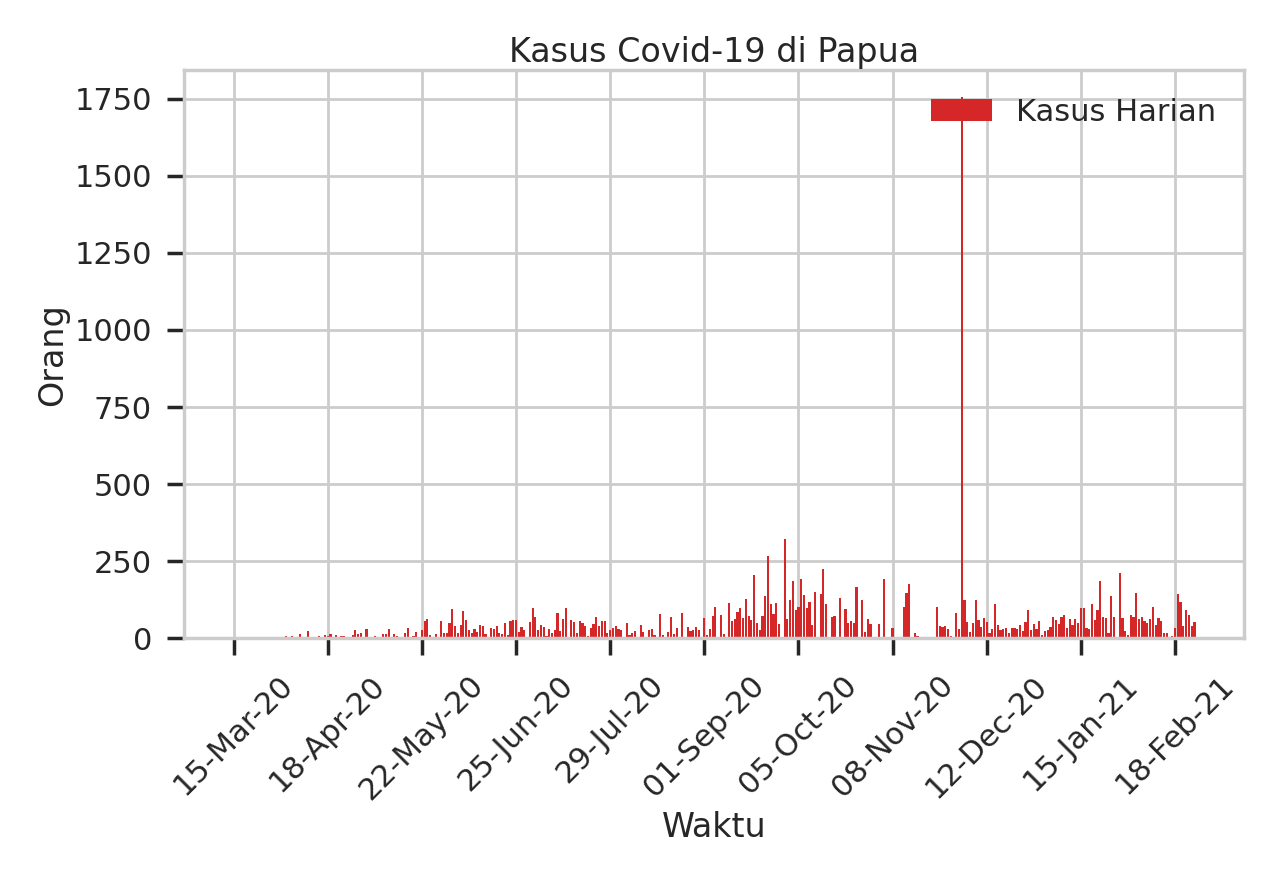 Kasus Covid-19 di Papua
Kasus Harian
Orang
1750
1500
1250
1000
750
500
250
0
15-Mar-20
18-Apr-20
22-May-20
25-Jun-20
29-Jul-20
01-Sep-20
05-Oct-20
08-Nov-20
12-Dec-20
15-Jan-21
18-Feb-21
Waktu